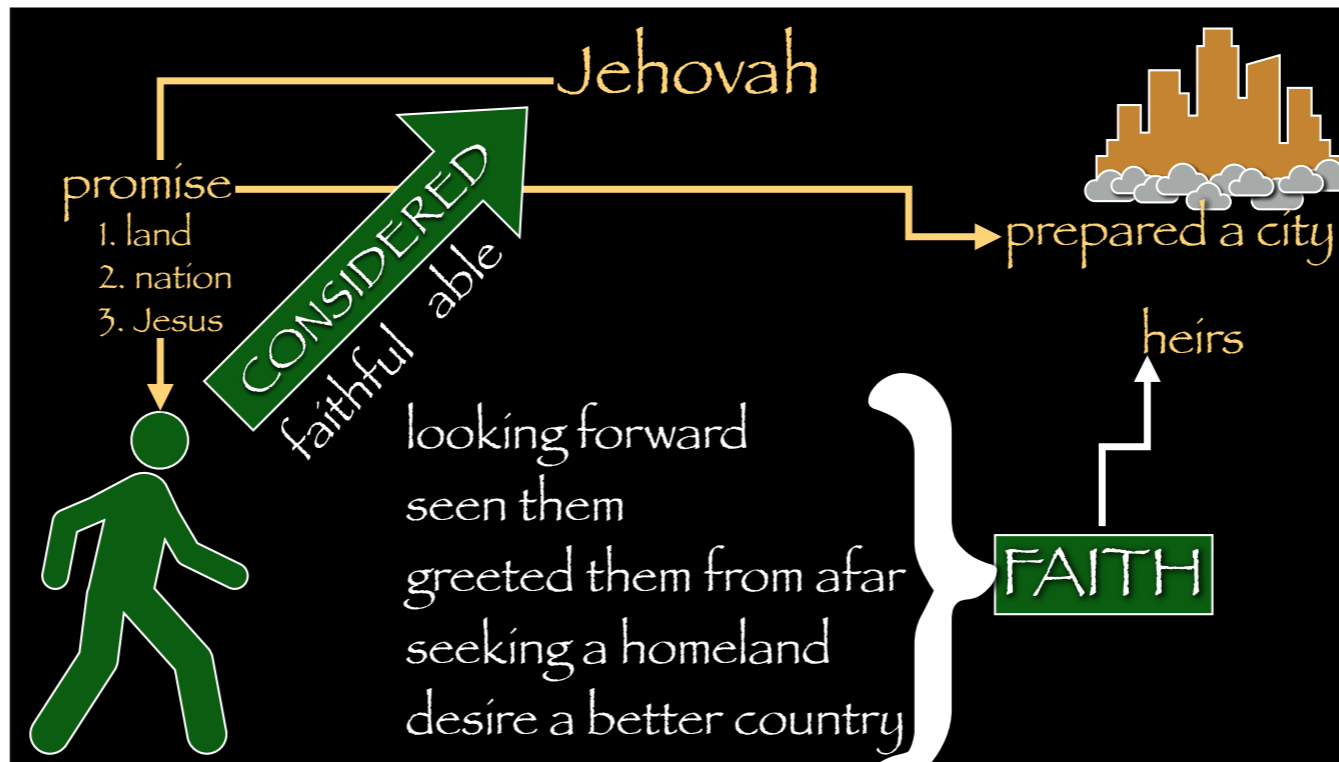 Jehovah
promise
1. land
2. nation
3. Jesus
CONSIDERED
faithful able
prepared a city
heirs
looking forward
seen them
greeted them from afar
seeking a homeland
desire a better country
FAITH